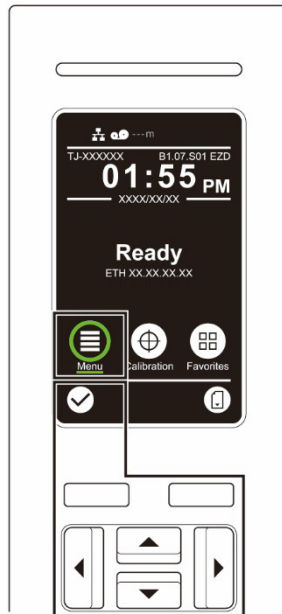 ---m
TJ-XXXXXX B1.07.S01 EZD
01:55 PM
XXXX/XX/XX
Ready
ETH XX.XX.XX.XX
Menu Calibration Favorites